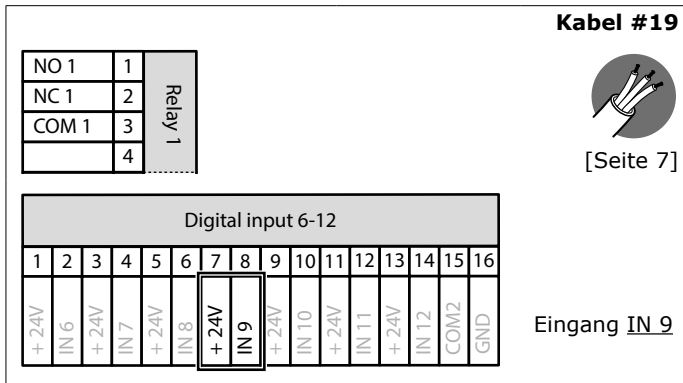 Kabel #19
NO 1 1
NC 1 2
COM 1 3
4
Relay 1
[Seite 7]
Digital input 6-12
1 2 3 4 5 6 7 8 9 10 11 12 13 14 15 16
+ 24V IN 6 + 24V IN 7 + 24V IN 8 + 24V IN 9 + 24V IN 10 + 24V IN 11 + 24V IN 12 COM2 GND
Eingang IN 9